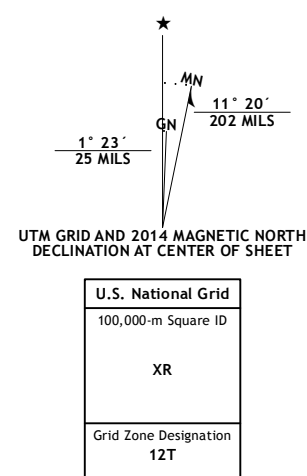 ★
MN
11° 20´
202 MILS
GN
1° 23´
25 MILS
UTM GRID AND 2014 MAGNETIC NORTH
DECLINATION AT CENTER OF SHEET
U.S. National Grid
100,000-m Square ID
XR
Grid Zone Designation
12T